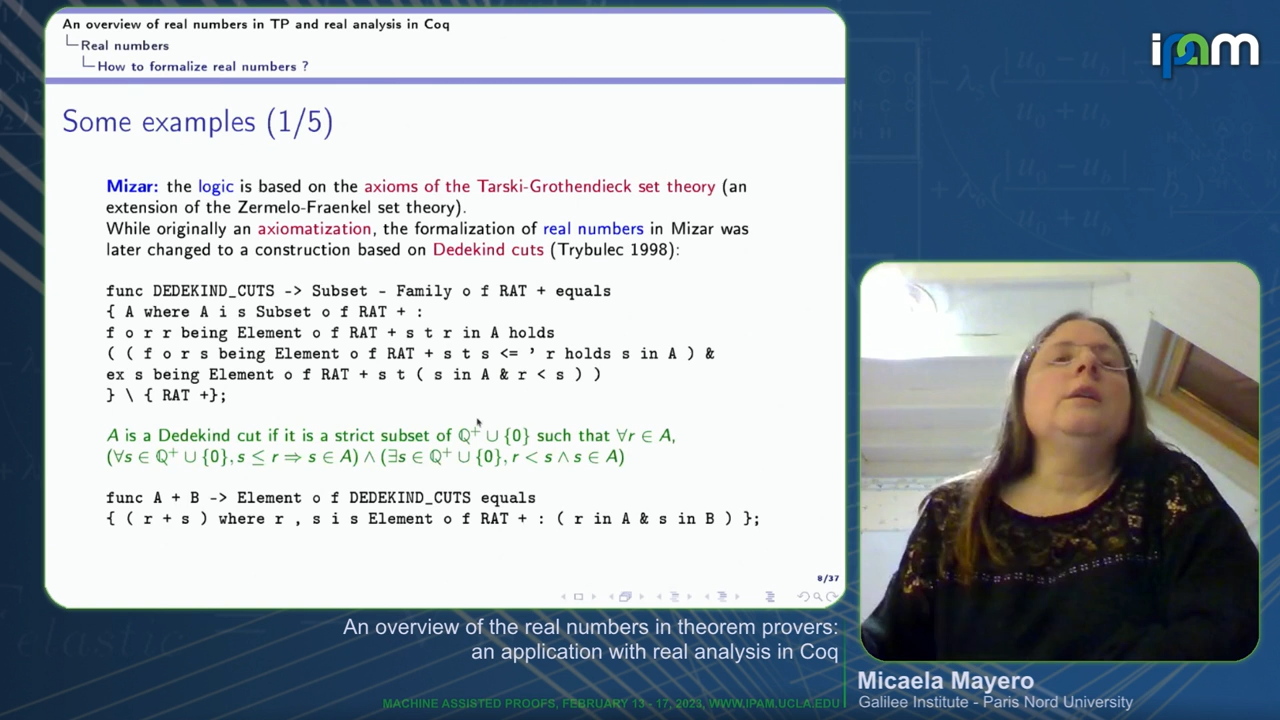 An overview of real numbers in TP and real analysis in Coq
Real numbers
How to formalize real numbers ?
ipam
Some examples (1/5)
Mizar: the logic is based on the axioms of the Tarski-Grothendieck set theory (an
extension of the Zermelo-Fraenkel set theory).
While originally an axiomatization, the formalization of real numbers in Mizar was
later changed to a construction based on Dedekind cuts (Trybulec 1998):
func DEDEKIND_CUTS -> Subset - Family o f RAT + equals
{ A where A i s Subset o f RAT + :
f o r r being Element o f RAT + s t r in A holds
( ( f o r s being Element o f RAT + s t s <= ' r holds s in A ) &
ex s being Element o f RAT + s t ( s in A & r < s ) )
} \ { RAT +};
A is a Dedekind cut if it is a strict subset of ℚ⁺ ∪ {0} such that ∀r ∈ A,
(∀s ∈ ℚ⁺ ∪ {0}, s ≤ r ⇒ s ∈ A) ∧ (∃s ∈ ℚ⁺ ∪ {0}, r < s ∧ s ∈ A)
func A + B -> Element o f DEDEKIND_CUTS equals
{ ( r + s ) where r , s i s Element o f RAT + : ( r in A & s in B ) };
8/37
An overview of the real numbers in theorem provers:
an application with real analysis in Coq
MACHINE ASSISTED PROOFS, FEBRUARY 13 - 17, 2023, WWW.IPAM.UCLA.EDU
Micaela Mayero
Galilee Institute - Paris Nord University